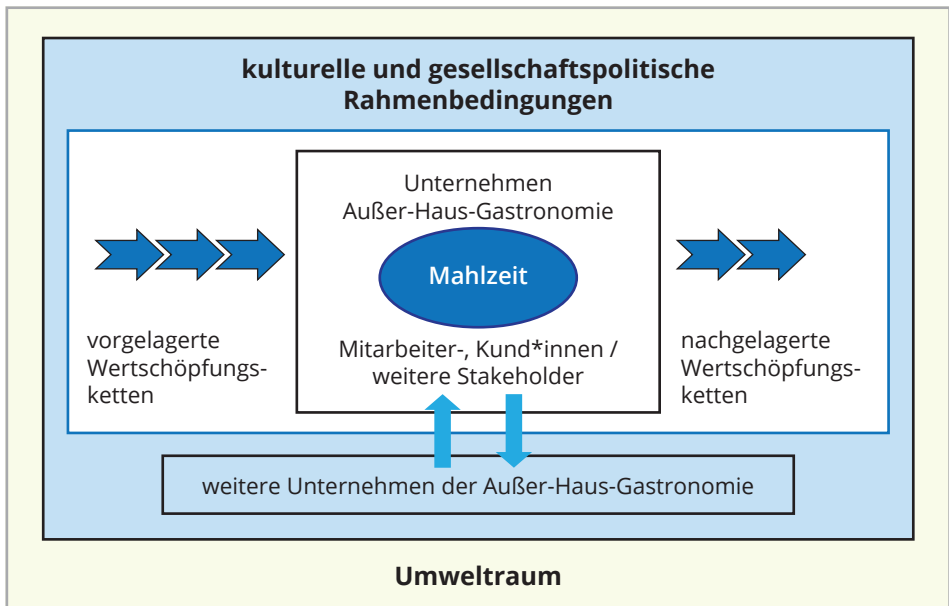 kulturelle und gesellschaftspolitische
Rahmenbedingungen
Unternehmen
Außer-Haus-Gastronomie
Mahlzeit
Mitarbeiter-, Kund*innen /
weitere Stakeholder
vorgelagerte
Wertschöpfungs-
ketten
nachgelagerte
Wertschöpfungs-
ketten
weitere Unternehmen der Außer-Haus-Gastronomie
Umweltraum